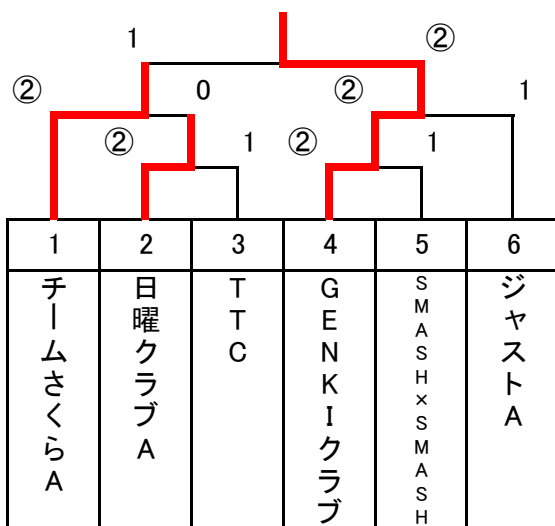 1 ②
② 0 ② 1
② 1 ② 1
1 2 3 4 5 6
チームさくらA
日曜クラブA
TTC
GENKIクラブ
SMASH×SMASH
ジャストA